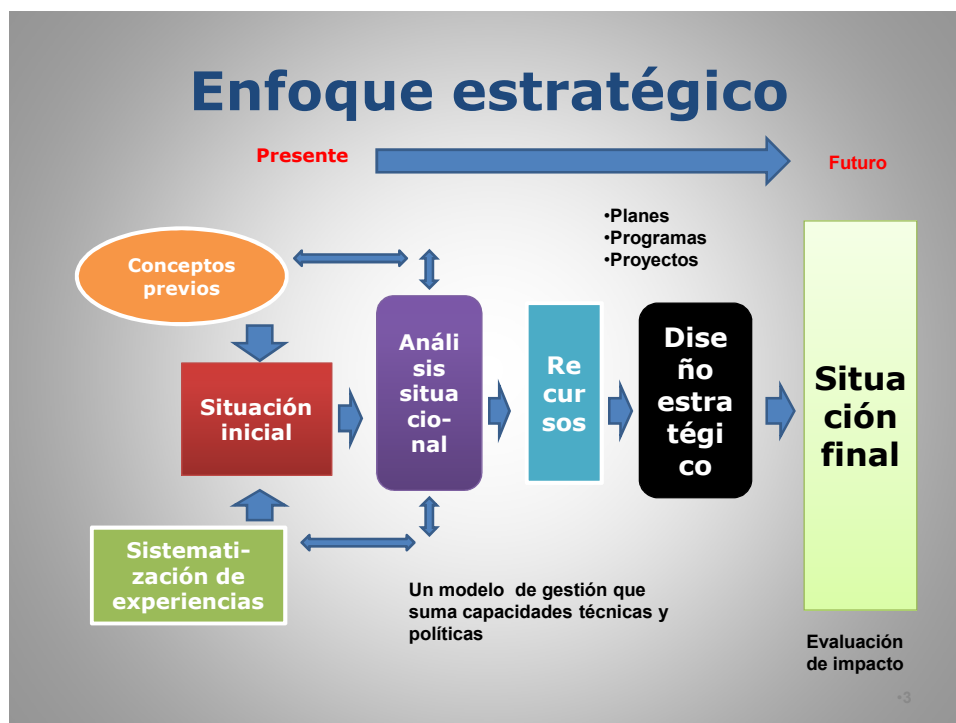 Enfoque estratégico
Presente
Futuro
•Planes
•Programas
•Proyectos
Conceptos
previos
Situación
inicial
Sistemati-
zación de
experiencias
Análi
sis
situa
cio-
nal
Re
cur
sos
Dise
ño
estra
tégi
co
Situa
ción
final
Un modelo  de gestión que
suma capacidades técnicas y
políticas
Evaluación
de impacto
•3